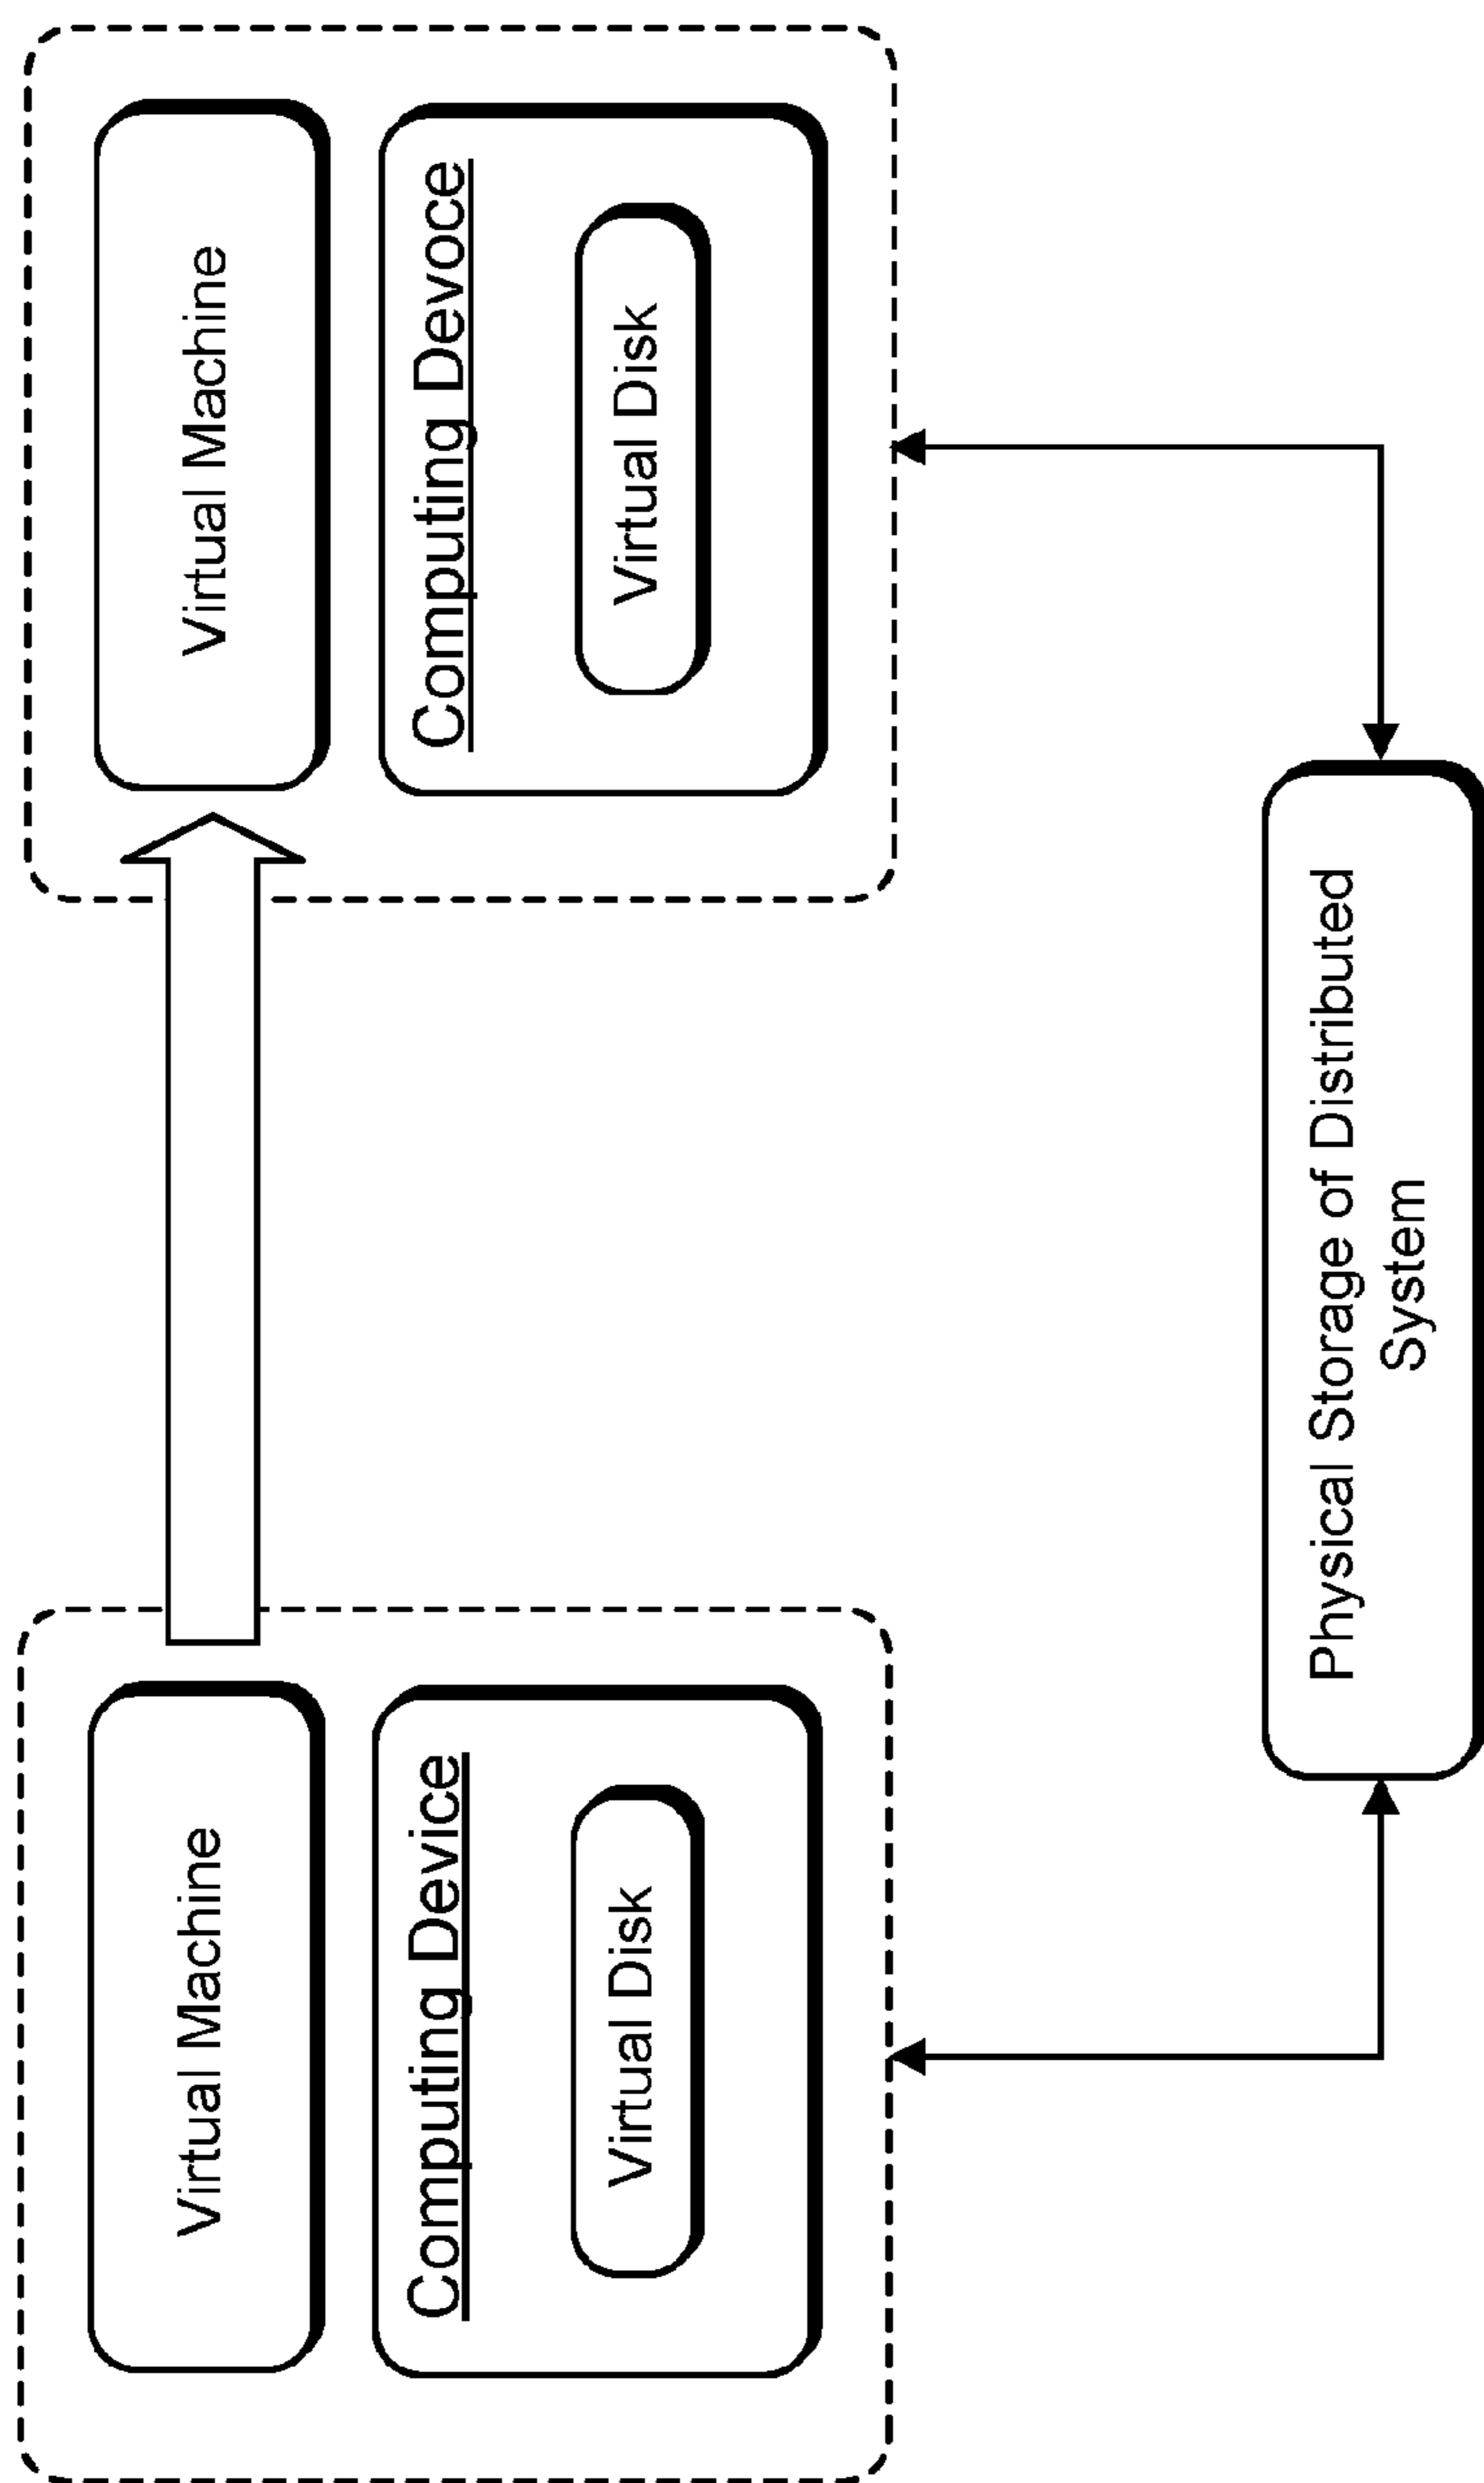 Virtual Machine
Computing Device
Virtual Disk
Virtual Machine
Computing Devoce
Virtual Disk
Physical Storage of Distributed
System